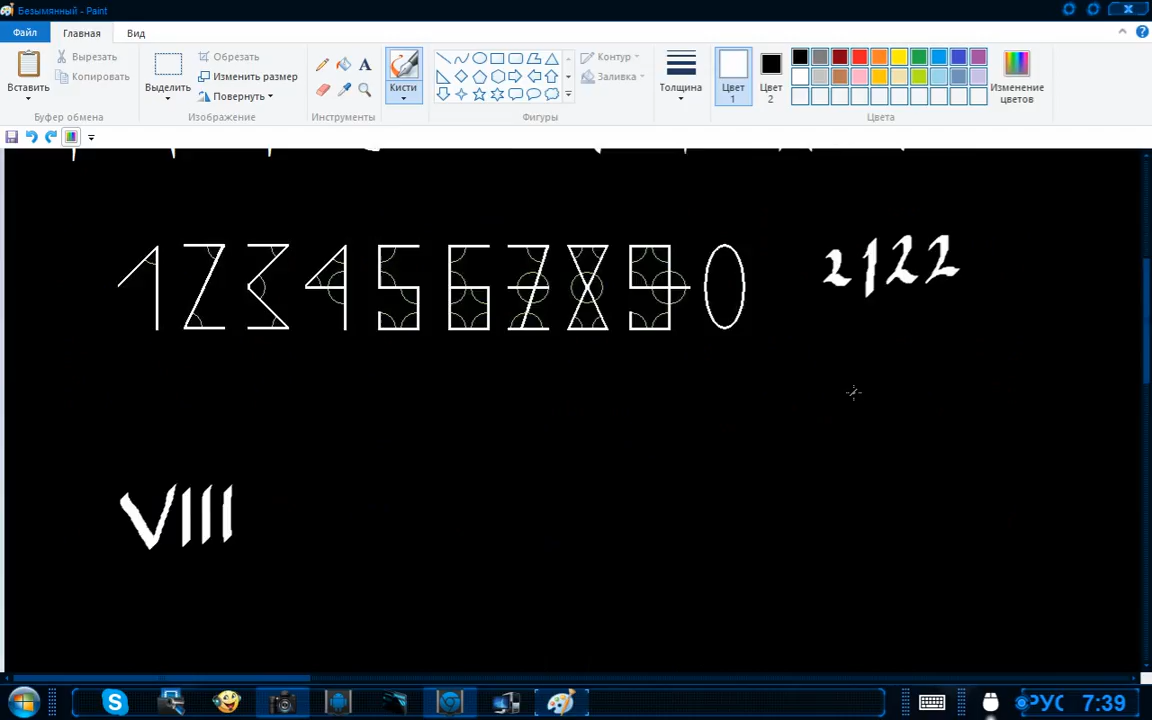 Безымянный - Paint
Файл Главная Вид
Вставить
Вырезать
Копировать
Буфер обмена
Выделить
Обрезать
Изменить размер
Повернуть
Изображение
Инструменты
Кисти
Контур
Заливка
Фигуры
Толщина
Цвет 1
Цвет 2
Изменение цветов
Цвета
1234567890
2122
VIII
РУС 7:39